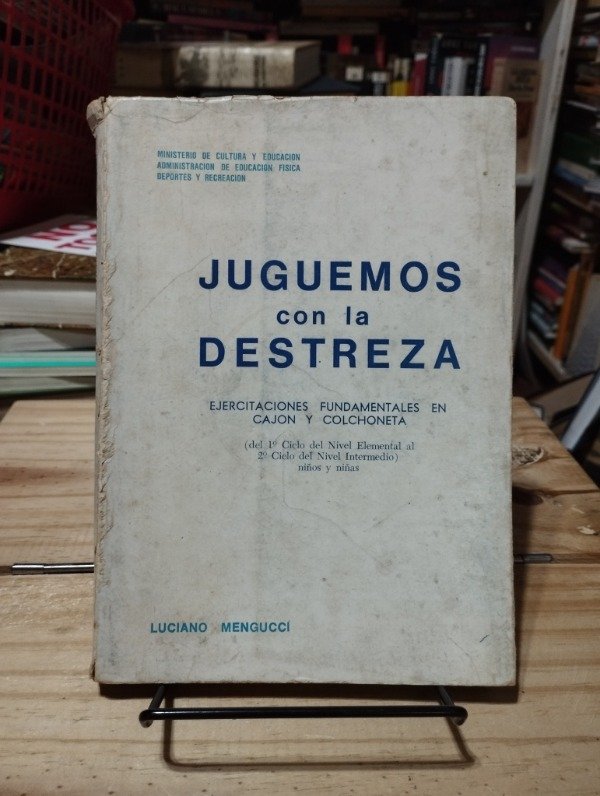 MINISTERIO DE CULTURA Y EDUCACION
ADMINISTRACION DE EDUCACION FISICA
DEPORTES Y RECREACION
JUGUEMOS
con la
DESTREZA
EJERCITACIONES FUNDAMENTALES EN
CAJON Y COLCHONETA
(del 1º Ciclo del Nivel Elemental al
2º Ciclo del Nivel Intermedio)
niños y niñas
LUCIANO MENGUCCI